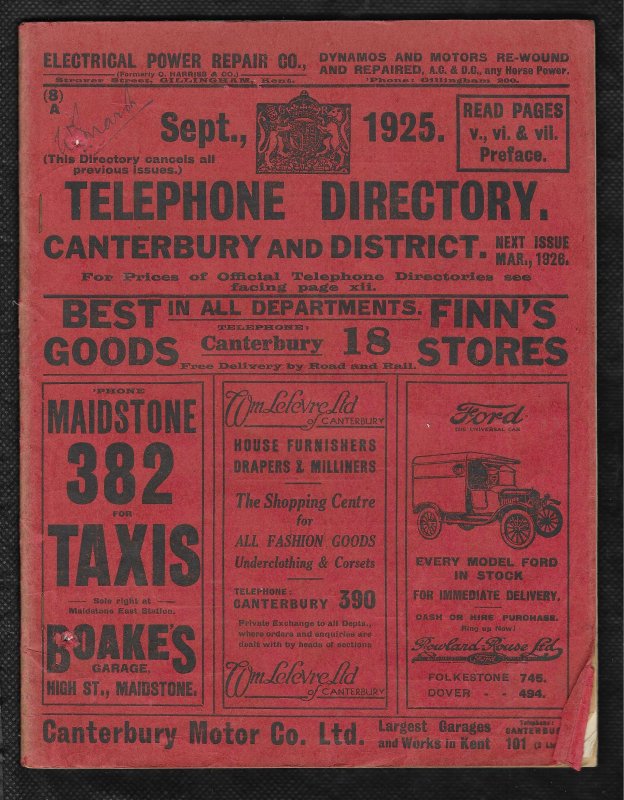 ELECTRICAL POWER REPAIR CO.,
(Formerly C. HARRISS & CO.)
Strover Street, GILLINGHAM, Kent.
DYNAMOS AND MOTORS RE-WOUND
AND REPAIRED, A.C. & D.C., any Horse Power.
'Phone: Gillingham 200.
(8)
A
Sept., 1925.
(This Directory cancels all
previous issues.)
READ PAGES
v., vi. & vii.
Preface.
TELEPHONE DIRECTORY.
CANTERBURY AND DISTRICT.
NEXT ISSUE
MAR., 1926.
For Prices of Official Telephone Directories see
facing page xii.
BEST
GOODS
IN ALL DEPARTMENTS.
TELEPHONE:
Canterbury 18
Free Delivery by Road and Rail.
FINN'S
STORES
'PHONE
MAIDSTONE
382
FOR
TAXIS
Sole right at
Maidstone East Station.
BOAKE'S
GARAGE,
HIGH ST., MAIDSTONE.
Wm Lefevre Ltd
of CANTERBURY
HOUSE FURNISHERS
DRAPERS & MILLINERS
The Shopping Centre
for
ALL FASHION GOODS
Underclothing & Corsets
TELEPHONE:
CANTERBURY 390
Private Exchange to all Depts.,
where orders and enquiries are
dealt with by heads of sections
Wm Lefevre Ltd
of CANTERBURY
Ford
THE UNIVERSAL CAR
EVERY MODEL FORD
IN STOCK
FOR IMMEDIATE DELIVERY.
CASH OR HIRE PURCHASE.
Ring up Now!
Rowland Rouse Ltd.
FOLKESTONE 745.
DOVER - - 494.
Canterbury Motor Co. Ltd.
Largest Garages
and Works in Kent
Telephone:
CANTERBURY
101